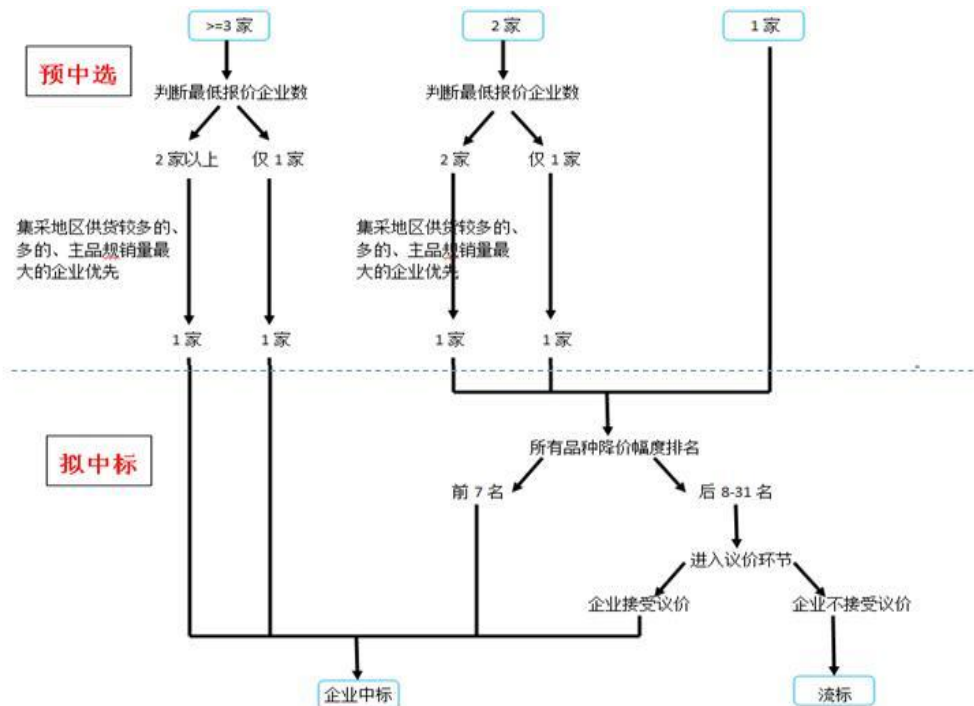 >=3 家
2 家
1 家
预中选
判断最低报价企业数
判断最低报价企业数
2 家以上
仅 1 家
2 家
仅 1 家
集采地区供货较多的、
多的、主品规销量最
大的企业优先
集采地区供货较多的、
多的、主品规销量最
大的企业优先
1 家
1 家
1 家
1 家
拟中标
所有品种降价幅度排名
前 7 名
后 8-31 名
进入议价环节
企业接受议价
企业不接受议价
企业中标
流标